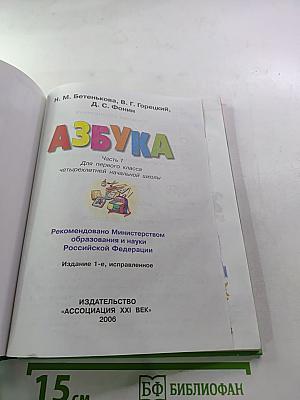 Н. М. Бетенькова, В. Г. Горецкий,
Д. С. Фонин
АЗБУКА
Часть 1
Для первого класса
четырехлетней начальной школы
Рекомендовано Министерством
образования и науки
Российской Федерации
Издание 1-е, исправленное
ИЗДАТЕЛЬСТВО
«АССОЦИАЦИЯ XXI ВЕК»
2006
15 см
БФ БИБЛИОФАН